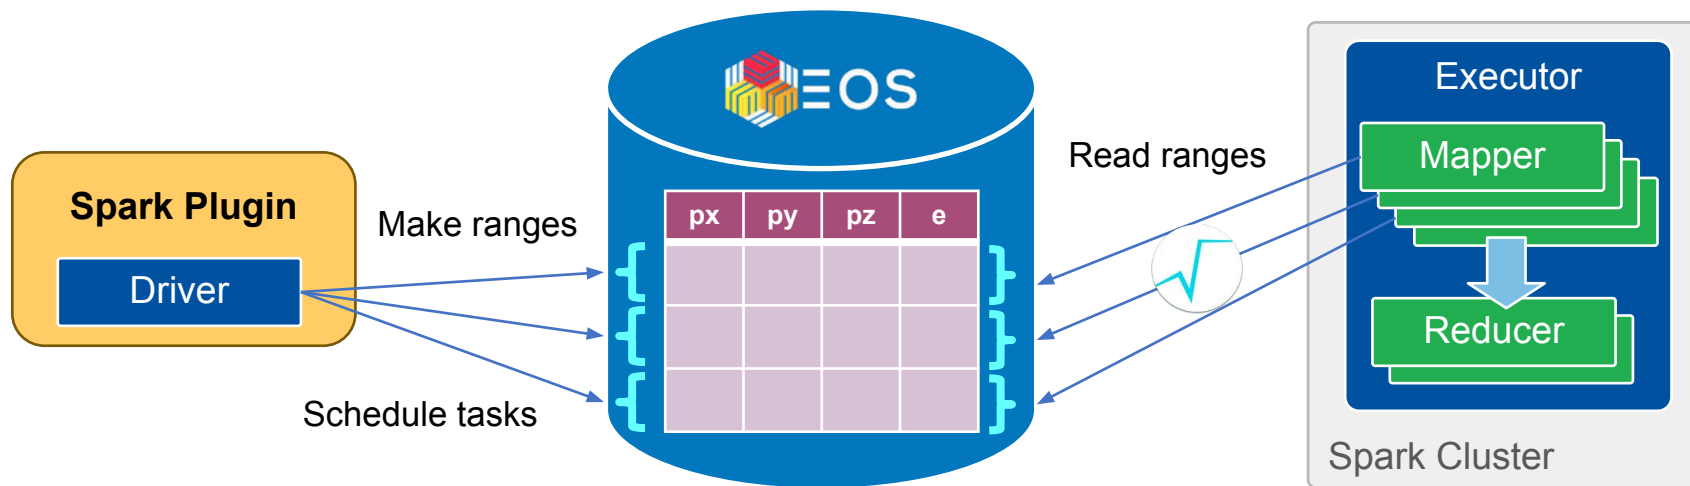 Spark Plugin
Driver
Make ranges
Schedule tasks
EOS
px py pz e
Read ranges
Executor
Mapper
Reducer
Spark Cluster